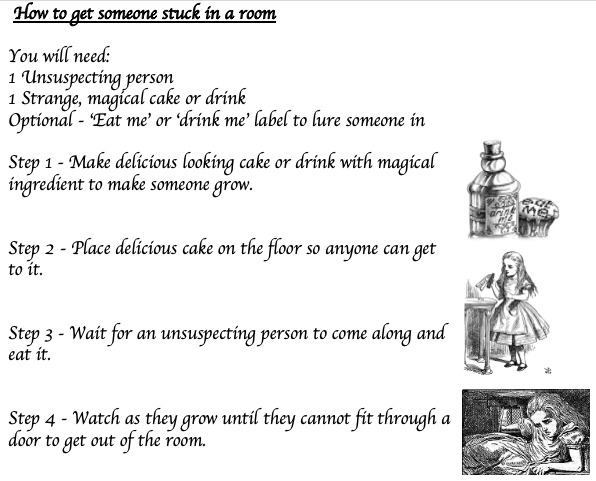 How to get someone stuck in a room
You will need:
1 Unsuspecting person
1 Strange, magical cake or drink
Optional - ‘Eat me’ or ‘drink me’ label to lure someone in
Step 1 - Make delicious looking cake or drink with magical
ingredient to make someone grow.
drink
me
EAT
ME
Step 2 - Place delicious cake on the floor so anyone can get
to it.
Step 3 - Wait for an unsuspecting person to come along and
eat it.
Step 4 - Watch as they grow until they cannot fit through a
door to get out of the room.